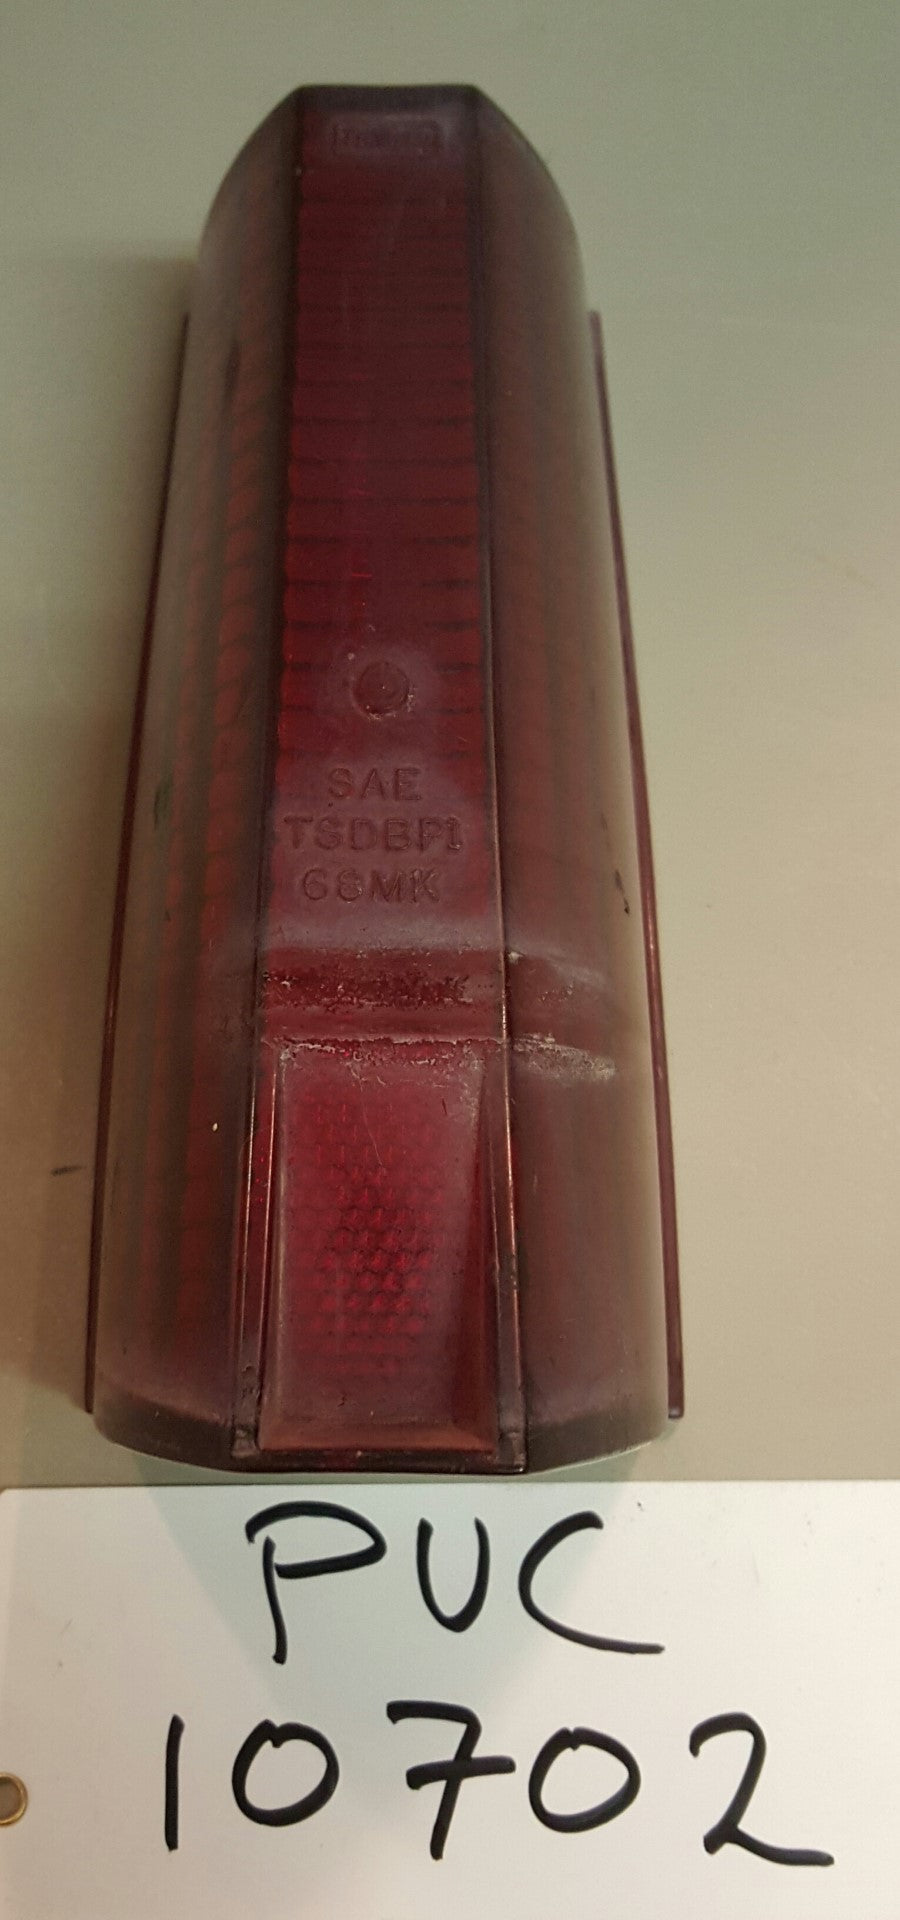 SAE
TSDBP1
68MK
PUC
10702